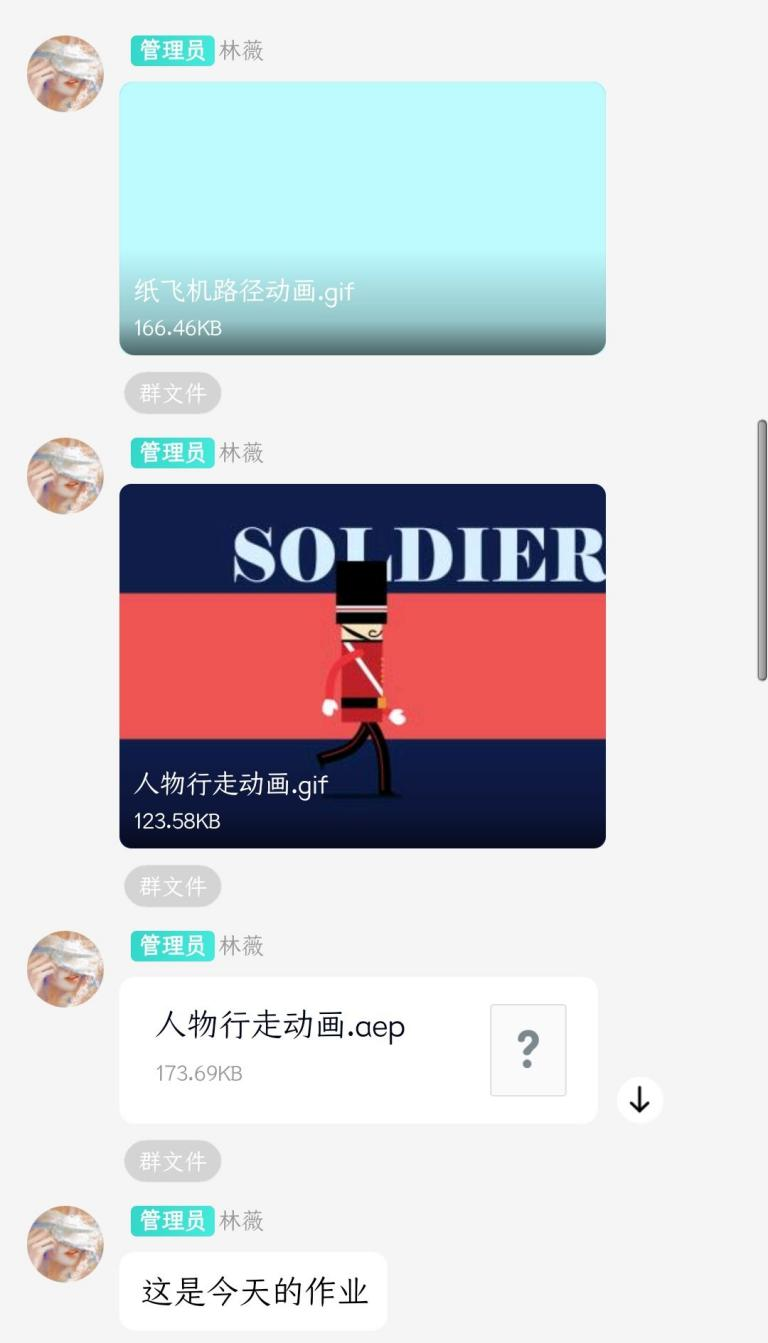 管理员 林薇
纸飞机路径动画.gif
166.46KB
群文件
管理员 林薇
SOLDIER
人物行走动画.gif
123.58KB
群文件
管理员 林薇
人物行走动画.aep
?
173.69KB
群文件
管理员 林薇
这是今天的作业